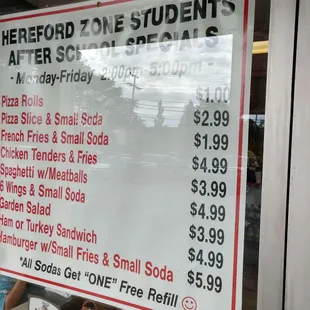 HEREFORD ZONE STUDENTS
AFTER SCHOOL SPECIALS
- Monday-Friday 2:00pm - 5:00pm -
Pizza Rolls $1.00
Pizza Slice & Small Soda $2.99
French Fries & Small Soda $1.99
Chicken Tenders & Fries $4.99
Spaghetti w/Meatballs $3.99
6 Wings & Small Soda $4.99
Garden Salad $3.99
Ham or Turkey Sandwich $4.99
Hamburger w/Small Fries & Small Soda $5.99
*All Sodas Get "ONE" Free Refill